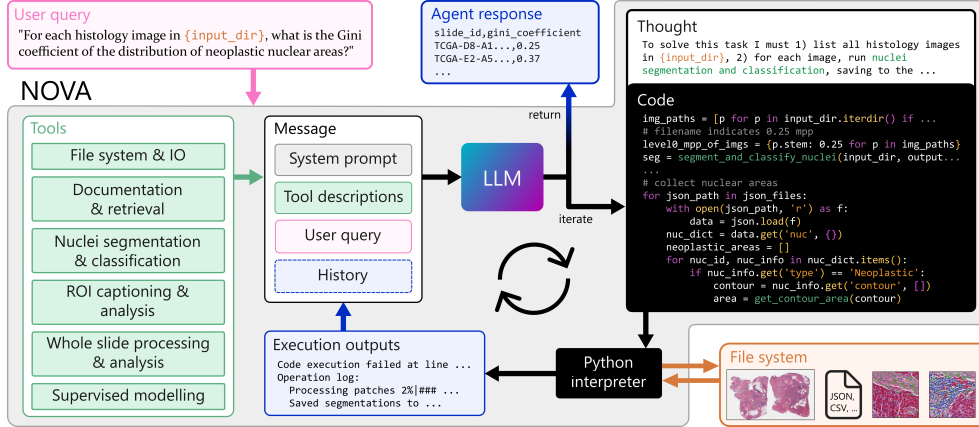 User query
"For each histology image in {input_dir}, what is the Gini
coefficient of the distribution of neoplastic nuclear areas?"
NOVA
Tools
File system & IO
Documentation
& retrieval
Nuclei segmentation
& classification
ROI captioning &
analysis
Whole slide processing
& analysis
Supervised modelling
Message
System prompt
Tool descriptions
User query
History
Execution outputs
Code execution failed at line ...
Operation log:
Processing patches 2%|### ...
Saved segmentations to ...
LLM
Agent response
slide_id,gini_coefficient
TCGA-D8-A1...,0.25
TCGA-E2-A5...,0.37
...
return
iterate
Thought
To solve this task I must 1) list all histology images
in {input_dir}, 2) for each image, run nuclei
segmentation and classification, saving to the ...
Code
img_paths = [p for p in input_dir.iterdir() if ...
# filename indicates 0.25 mpp
level0_mpp_of_imgs = {p.stem: 0.25 for p in img_paths}
seg = segment_and_classify_nuclei(input_dir, output...
...
# collect nuclear areas
for json_path in json_files:
with open(json_path, 'r') as f:
data = json.load(f)
nuc_dict = data.get('nuc', {})
neoplastic_areas = []
for nuc_id, nuc_info in nuc_dict.items():
if nuc_info.get('type') == 'Neoplastic':
contour = nuc_info.get('contour', [])
area = get_contour_area(contour)
Python
interpreter
File system
JSON,
CSV, ...